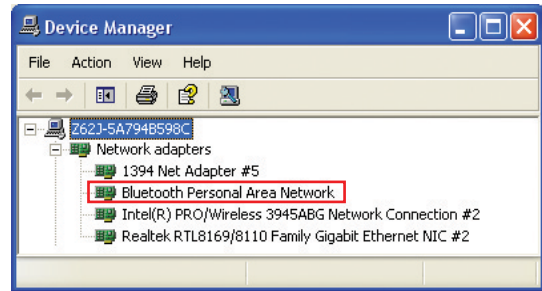 Device Manager
File Action View Help
Z62J-5A794B598C
Network adapters
1394 Net Adapter #5
Bluetooth Personal Area Network
Intel(R) PRO/Wireless 3945ABG Network Connection #2
Realtek RTL8169/8110 Family Gigabit Ethernet NIC #2